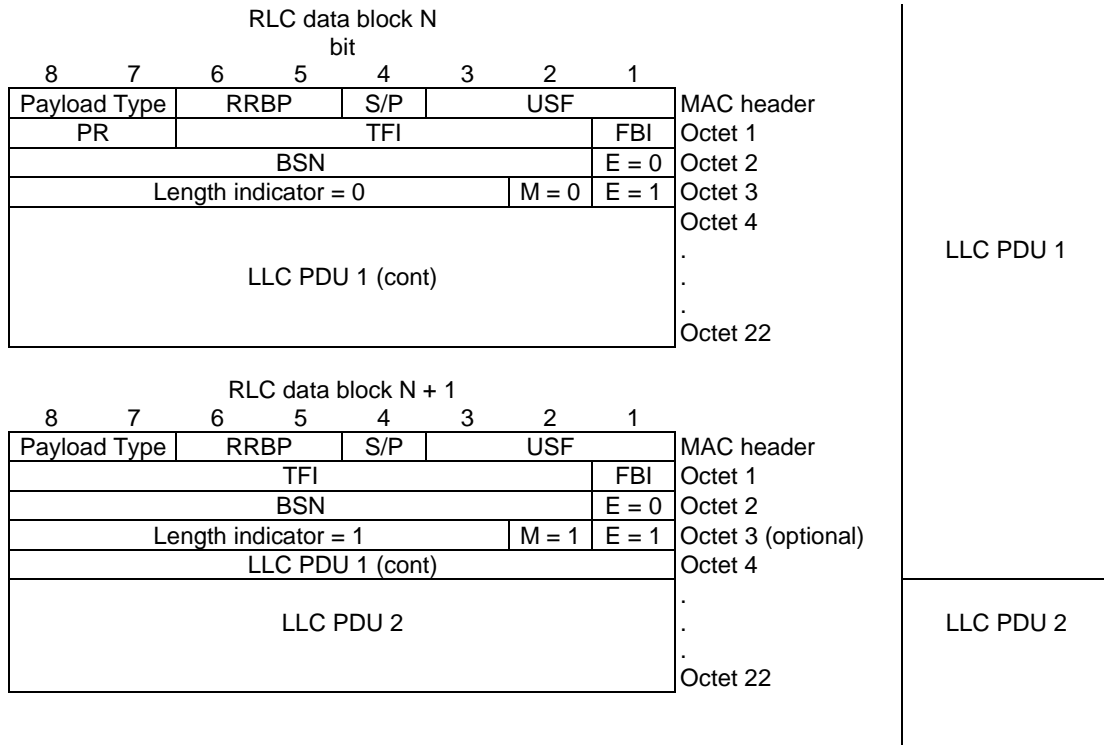 RLC data block N
bit
8 7 6 5 4 3 2 1
Payload Type RRBP S/P USF MAC header
PR TFI FBI Octet 1
BSN E = 0 Octet 2
Length indicator = 0 M = 0 E = 1 Octet 3
Octet 4
.
LLC PDU 1
LLC PDU 1 (cont) .
.
Octet 22
RLC data block N + 1
8 7 6 5 4 3 2 1
Payload Type RRBP S/P USF MAC header
TFI FBI Octet 1
BSN E = 0 Octet 2
Length indicator = 1 M = 1 E = 1 Octet 3 (optional)
LLC PDU 1 (cont) Octet 4
.
LLC PDU 2 . LLC PDU 2
.
Octet 22